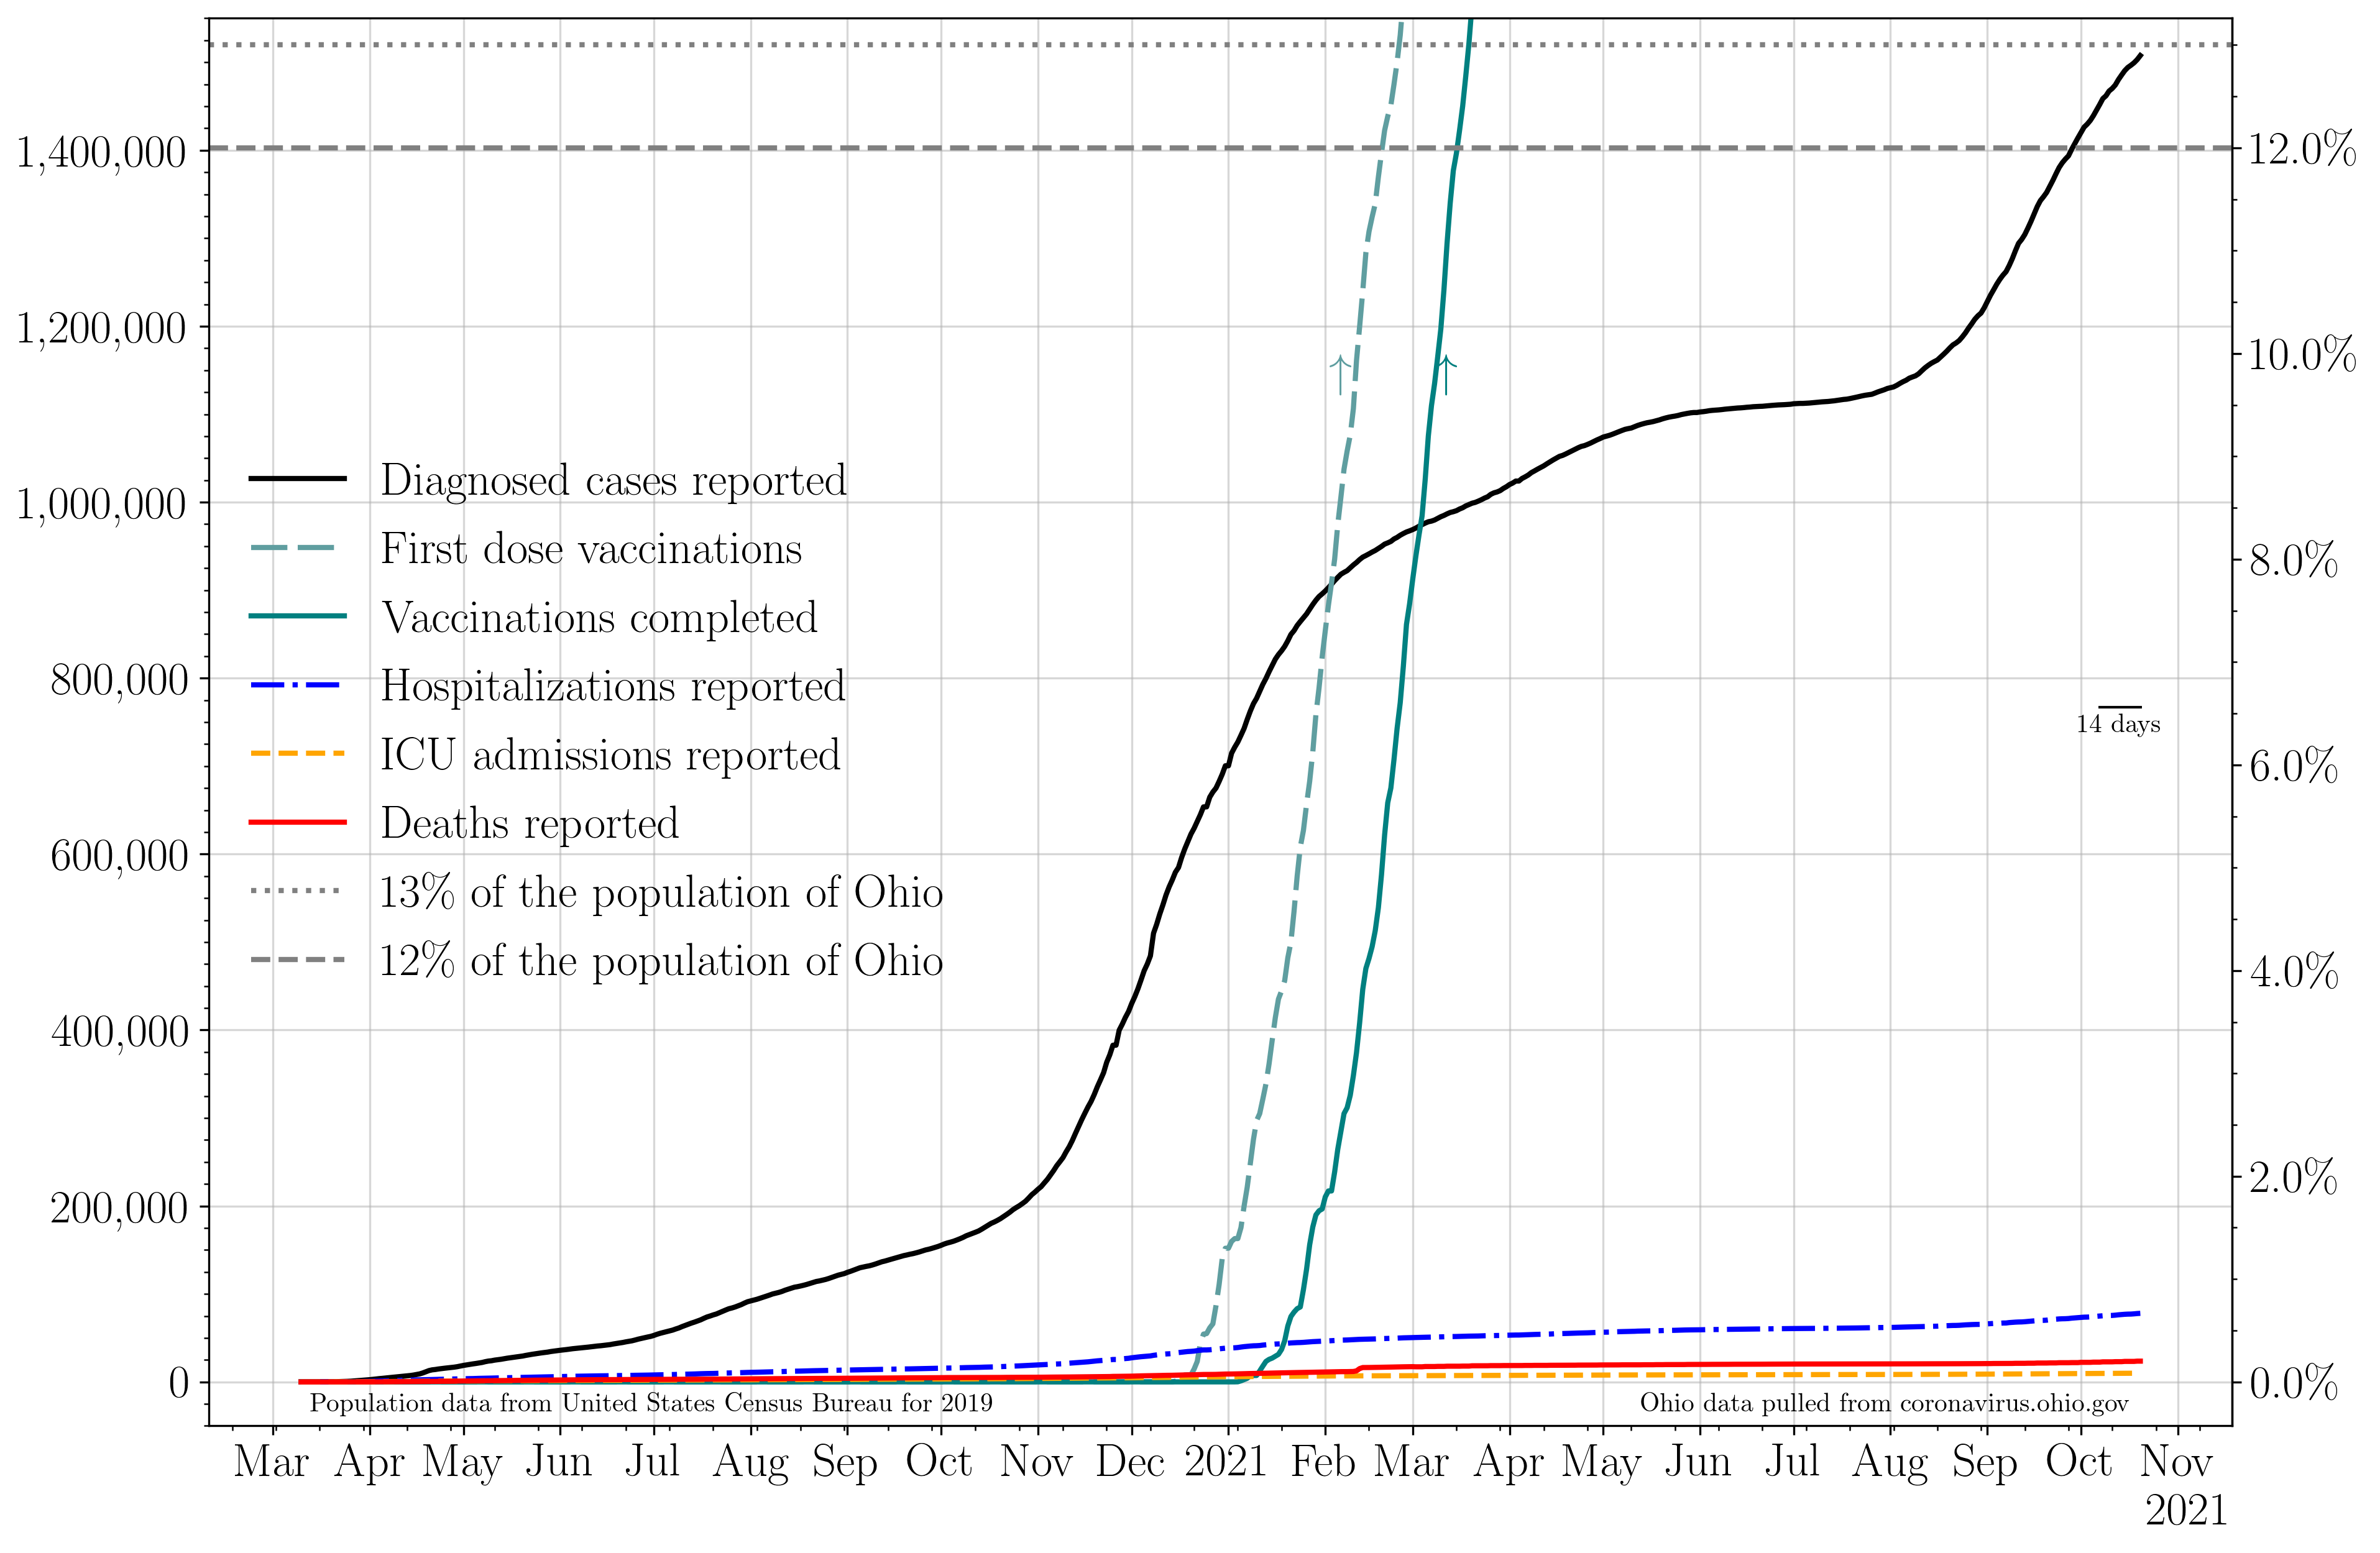 1,400,000
1,200,000
1,000,000
800,000
600,000
400,000
200,000
0
12.0%
10.0%
8.0%
6.0%
4.0%
2.0%
0.0%
Diagnosed cases reported
First dose vaccinations
Vaccinations completed
Hospitalizations reported
ICU admissions reported
Deaths reported
13% of the population of Ohio
12% of the population of Ohio
14 days
Population data from United States Census Bureau for 2019
Ohio data pulled from coronavirus.ohio.gov
Mar Apr May Jun Jul Aug Sep Oct Nov Dec 2021 Feb Mar Apr May Jun Jul Aug Sep Oct Nov
2021